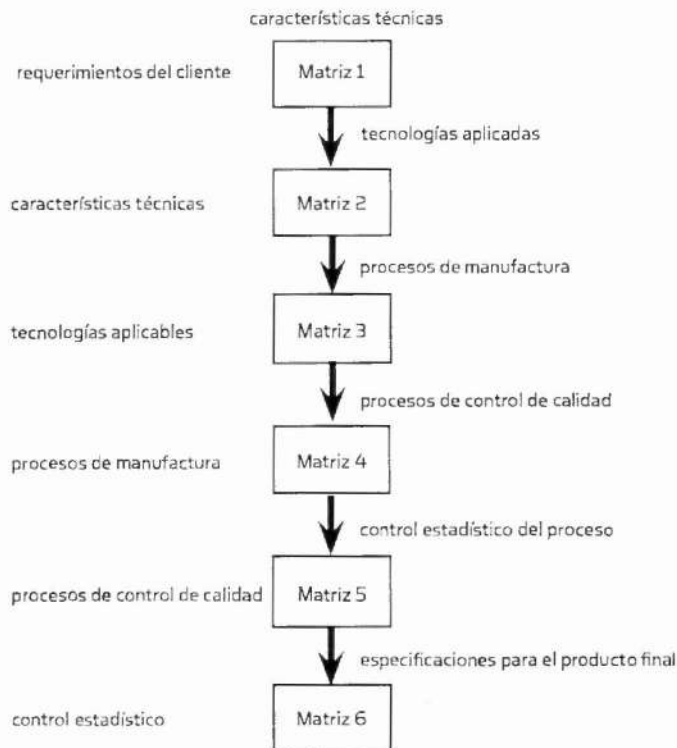 características técnicas
requerimientos del cliente
Matriz 1
tecnologías aplicadas
características técnicas
Matriz 2
procesos de manufactura
tecnologías aplicables
Matriz 3
procesos de control de calidad
procesos de manufactura
Matriz 4
control estadístico del proceso
procesos de control de calidad
Matriz 5
especificaciones para el producto final
control estadístico
Matriz 6